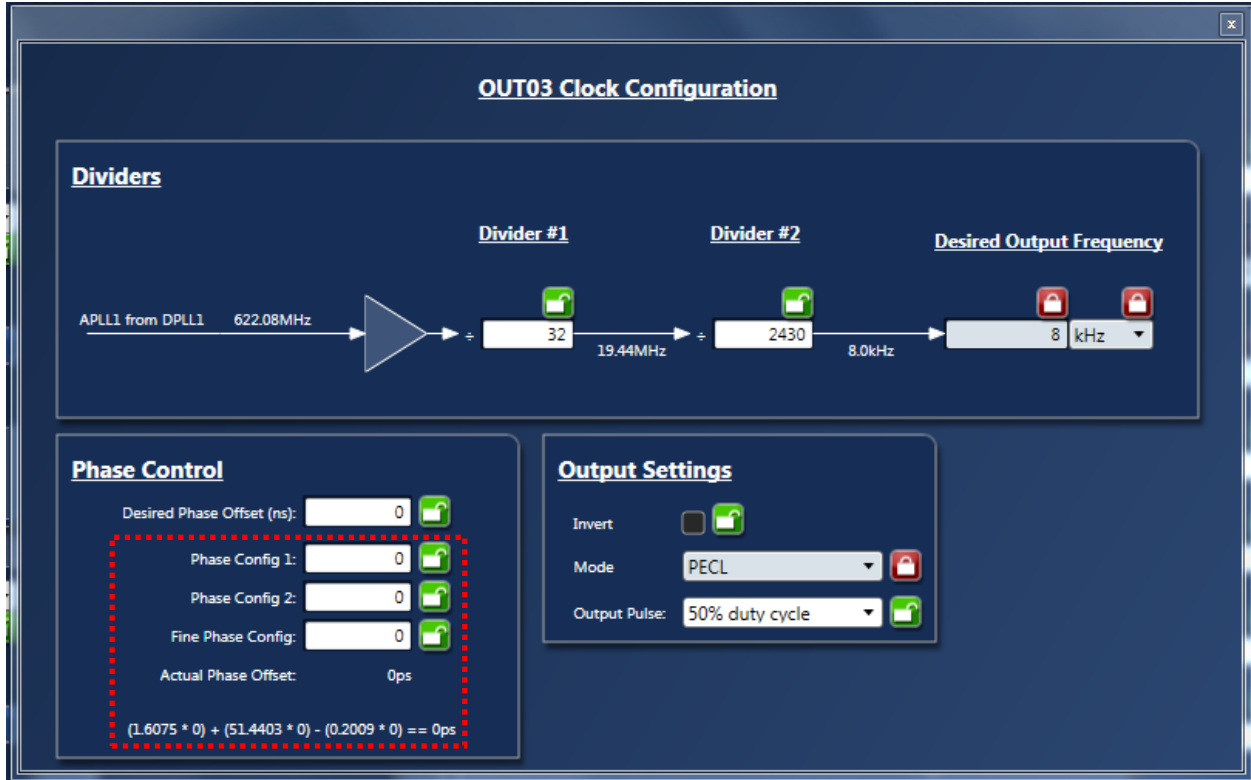 x
OUT03 Clock Configuration
Dividers
Divider #1
Divider #2
Desired Output Frequency
APLL1 from DPLL1
622.08MHz
÷
32
19.44MHz
÷
2430
8.0kHz
8
kHz
Phase Control
Desired Phase Offset (ns):
0
Phase Config 1:
0
Phase Config 2:
0
Fine Phase Config:
0
Actual Phase Offset:
0ps
(1.6075 * 0) + (51.4403 * 0) - (0.2009 * 0) == 0ps
Output Settings
Invert
Mode
PECL
Output Pulse:
50% duty cycle